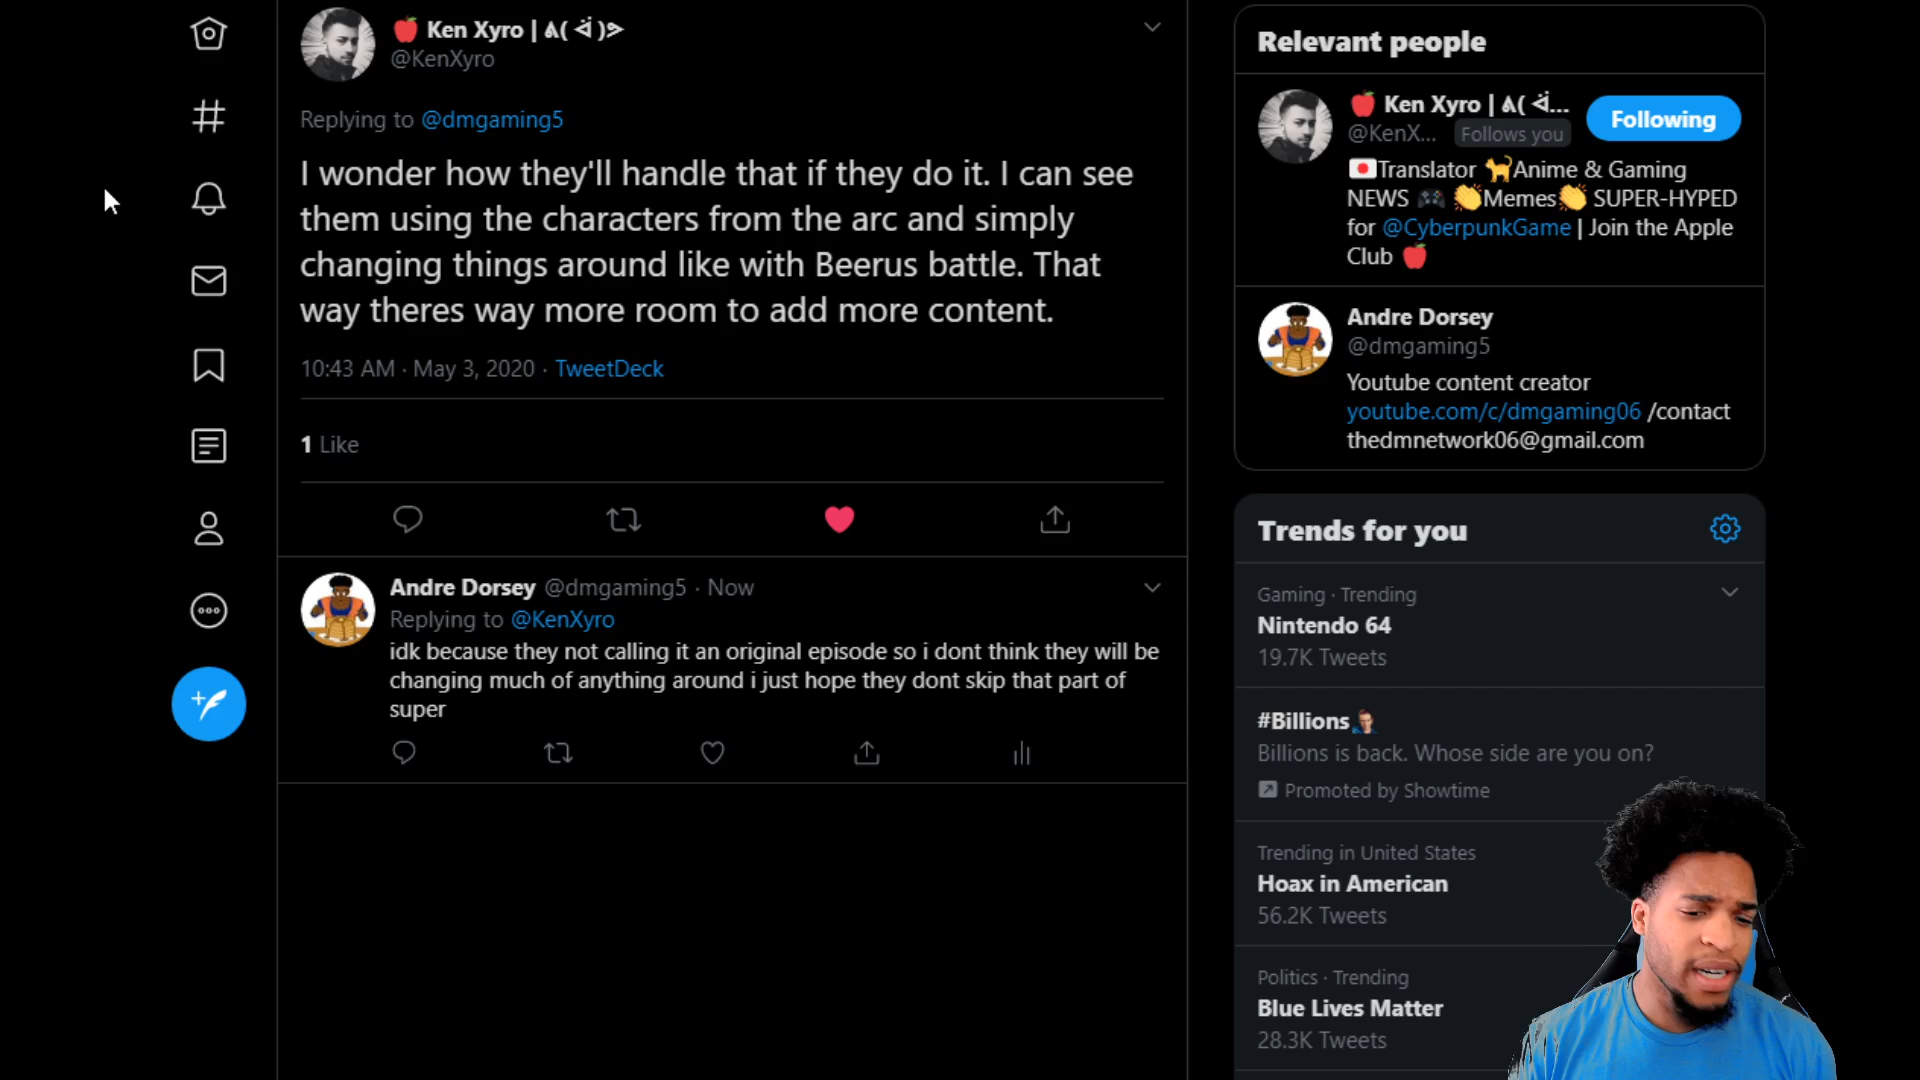 🍎 Ken Xyro | ᕕ( ᐛ )ᕗ
@KenXyro
Replying to @dmgaming5
I wonder how they'll handle that if they do it. I can see
them using the characters from the arc and simply
changing things around like with Beerus battle. That
way theres way more room to add more content.
10:43 AM · May 3, 2020 · TweetDeck
1 Like
Andre Dorsey @dmgaming5 · Now
Replying to @KenXyro
idk because they not calling it an original episode so i dont think they will be
changing much of anything around i just hope they dont skip that part of
super
Relevant people
🍎 Ken Xyro | ᕕ( ᐛ...
@KenX... Follows you
Following
🇯🇵Translator 🐈Anime & Gaming
NEWS 🎮 👏Memes👏 SUPER-HYPED
for @CyberpunkGame | Join the Apple
Club 🍎
Andre Dorsey
@dmgaming5
Youtube content creator
youtube.com/c/dmgaming06 /contact
thedmnetwork06@gmail.com
Trends for you
Gaming · Trending
Nintendo 64
19.7K Tweets
#Billions
Billions is back. Whose side are you on?
Promoted by Showtime
Trending in United States
Hoax in American
56.2K Tweets
Politics · Trending
Blue Lives Matter
28.3K Tweets